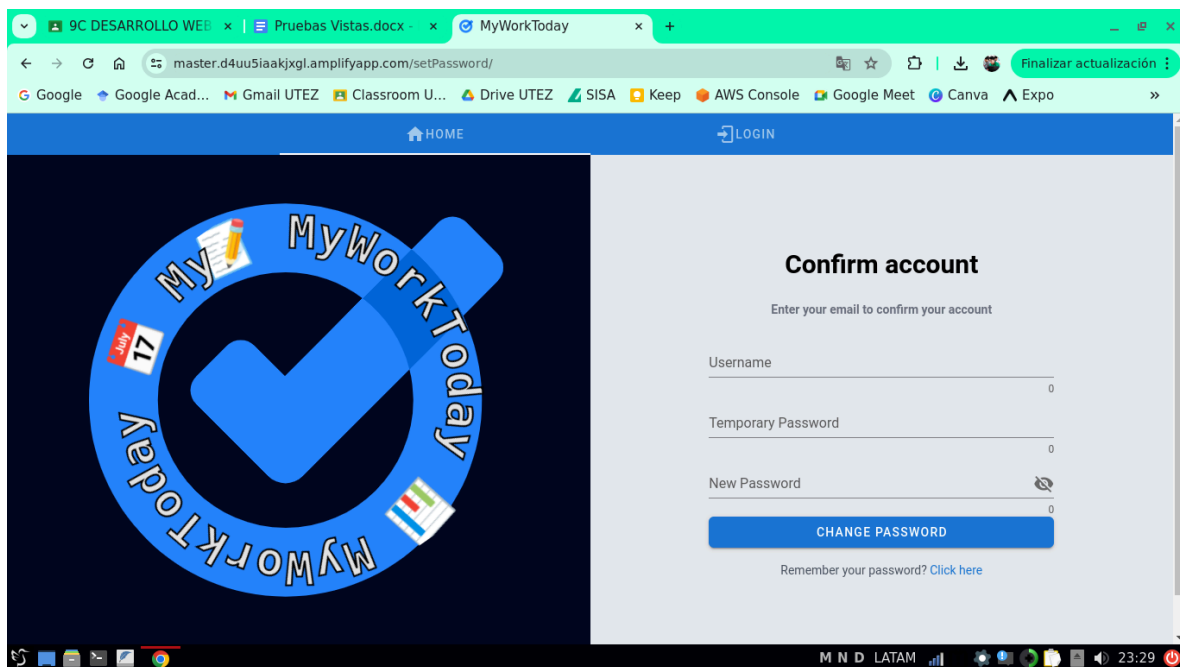 9C DESARROLLO WEB
Pruebas Vistas.docx -
MyWorkToday
master.d4uu5iaakjxgl.amplifyapp.com/setPassword/
Finalizar actualización
Google
Google Acad...
Gmail UTEZ
Classroom U...
Drive UTEZ
SISA
Keep
AWS Console
Google Meet
Canva
Expo
»
HOME
LOGIN
My
MyWorkToday
July
17
MyWorkToday
Confirm account
Enter your email to confirm your account
Username
0
Temporary Password
0
New Password
0
CHANGE PASSWORD
Remember your password? Click here
M N D LATAM
23:29